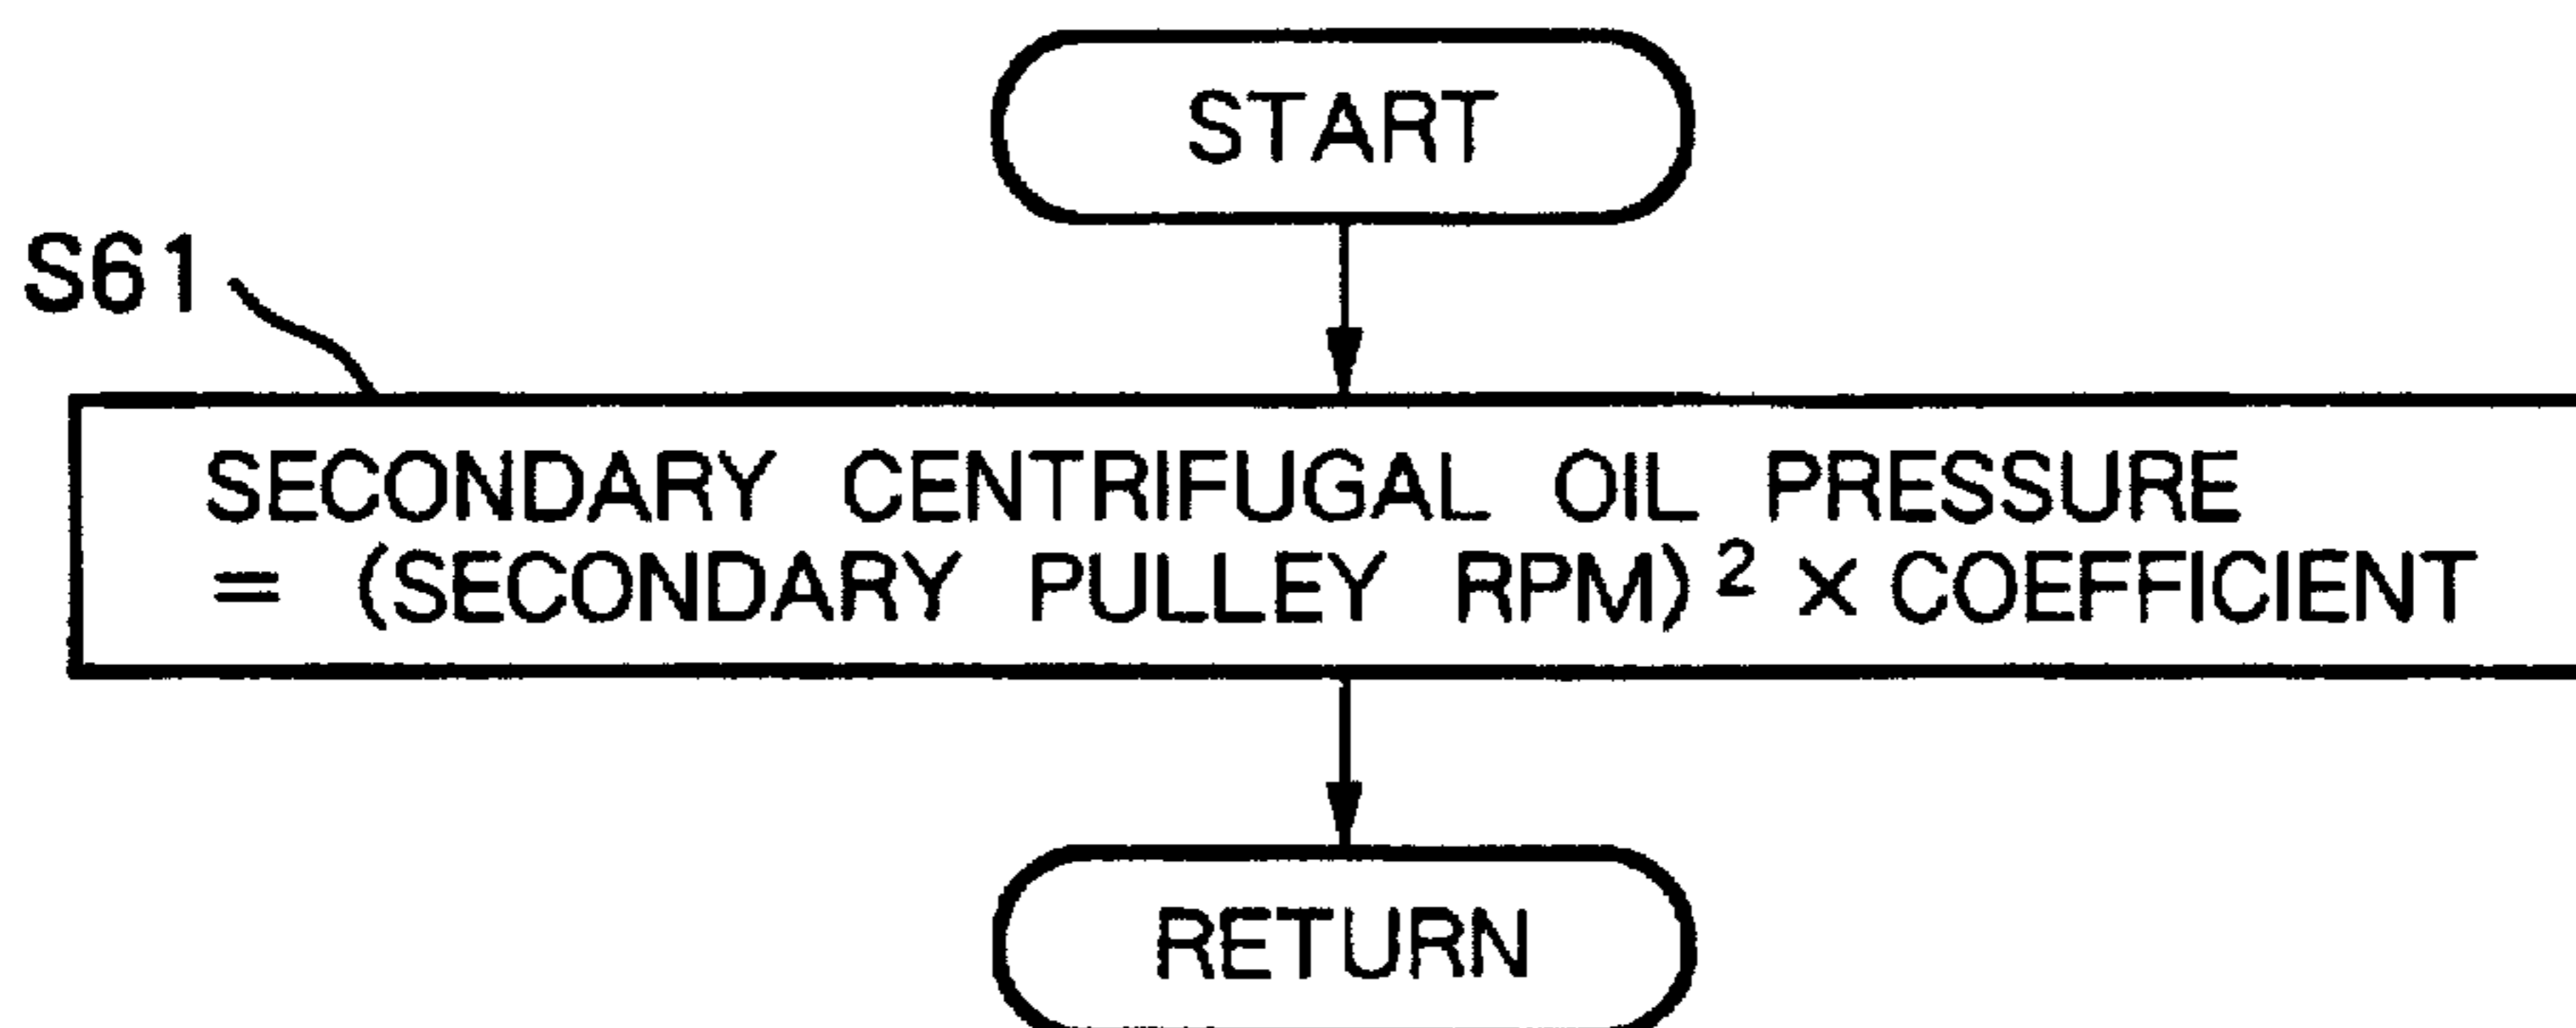 START
S61
SECONDARY CENTRIFUGAL OIL PRESSURE
= (SECONDARY PULLEY RPM)² × COEFFICIENT
RETURN